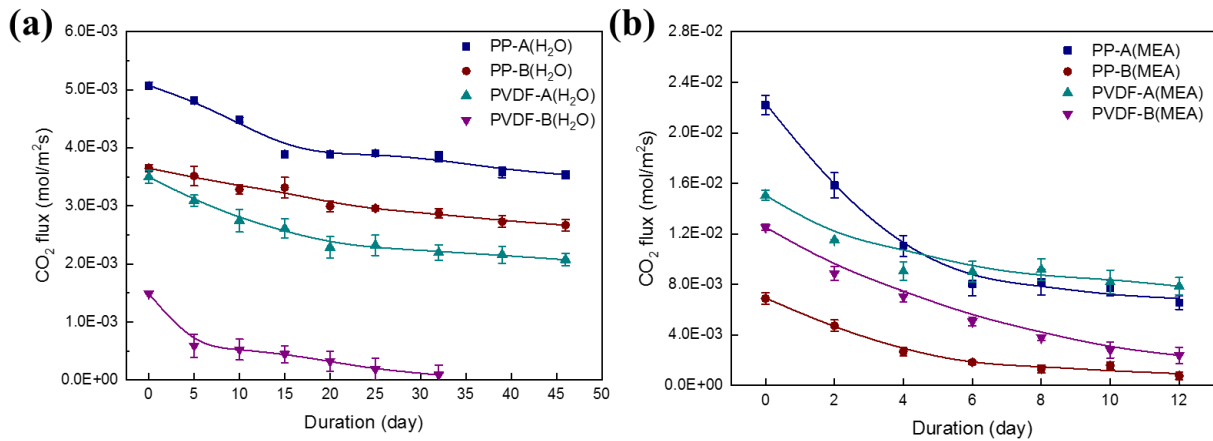 (a)
CO₂ flux (mol/m²s)
6.0E-03
5.0E-03
4.0E-03
3.0E-03
2.0E-03
1.0E-03
0.0E+00
PP-A(H₂O)
PP-B(H₂O)
PVDF-A(H₂O)
PVDF-B(H₂O)
0 5 10 15 20 25 30 35 40 45 50
Duration (day)
(b)
CO₂ flux (mol/m²s)
2.8E-02
2.4E-02
2.0E-02
1.6E-02
1.2E-02
8.0E-03
4.0E-03
0.0E+00
PP-A(MEA)
PP-B(MEA)
PVDF-A(MEA)
PVDF-B(MEA)
0 2 4 6 8 10 12
Duration (day)